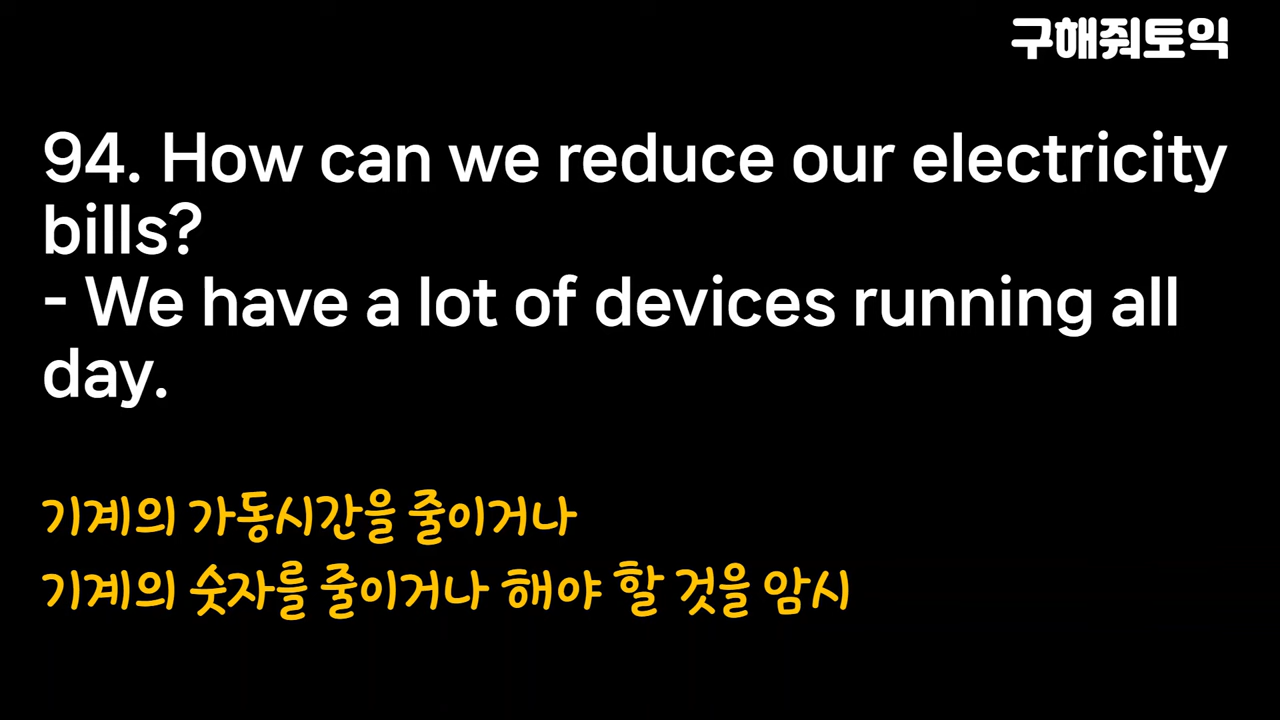 구해줘토익
94. How can we reduce our electricity
bills?
- We have a lot of devices running all
day.
기계의 가동시간을 줄이거나
기계의 숫자를 줄이거나 해야 할 것을 암시